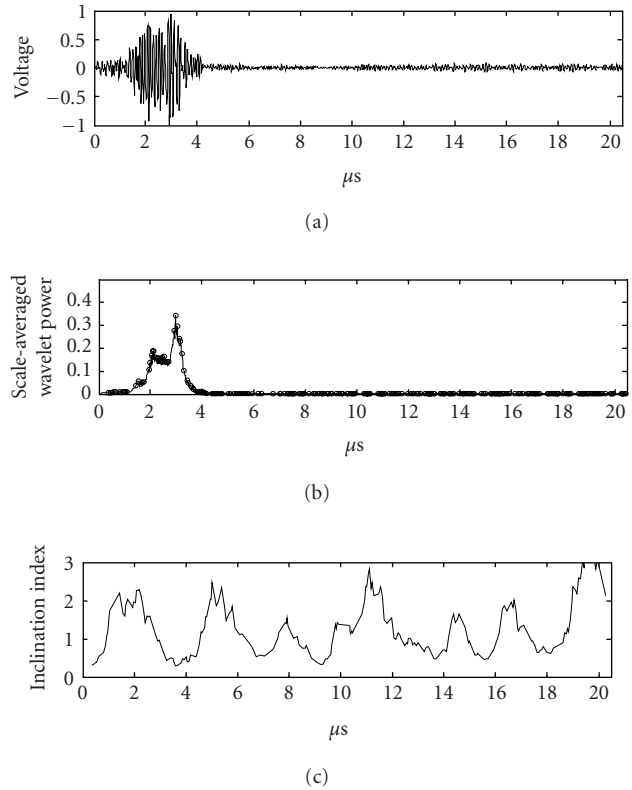 Voltage
1
0.5
0
−0.5
−1
0 2 4 6 8 10 12 14 16 18 20
μs
(a)
Scale-averaged
wavelet power
0.4
0.3
0.2
0.1
0
0 2 4 6 8 10 12 14 16 18 20
μs
(b)
Inclination index
3
2
1
0
0 2 4 6 8 10 12 14 16 18 20
μs
(c)